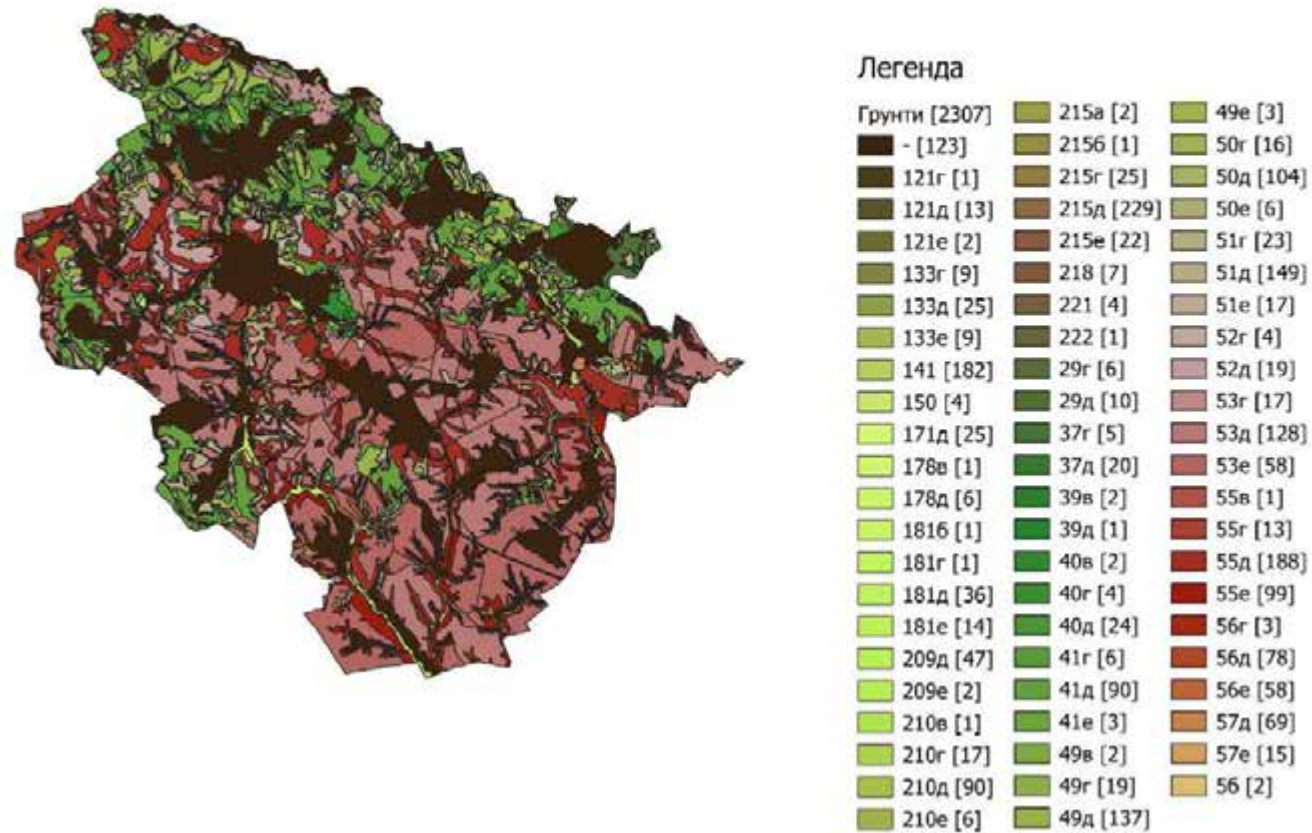 Легенда
Грунти [2307]
- [123]
121г [1]
121д [13]
121е [2]
133г [9]
133д [25]
133е [9]
141 [182]
150 [4]
171д [25]
178в [1]
178д [6]
181б [1]
181г [1]
181д [36]
181е [14]
209д [47]
209е [2]
210в [1]
210г [17]
210д [90]
210е [6]
215а [2]
215б [1]
215г [25]
215д [229]
215е [22]
218 [7]
221 [4]
222 [1]
29г [6]
29д [10]
37г [5]
37д [20]
39в [2]
39д [1]
40в [2]
40г [4]
40д [24]
41г [6]
41д [90]
41е [3]
49в [2]
49г [19]
49д [137]
49е [3]
50г [16]
50д [104]
50е [6]
51г [23]
51д [149]
51е [17]
52г [4]
52д [19]
53г [17]
53д [128]
53е [58]
55в [1]
55г [13]
55д [188]
55е [99]
56г [3]
56д [78]
56е [58]
57д [69]
57е [15]
5б [2]